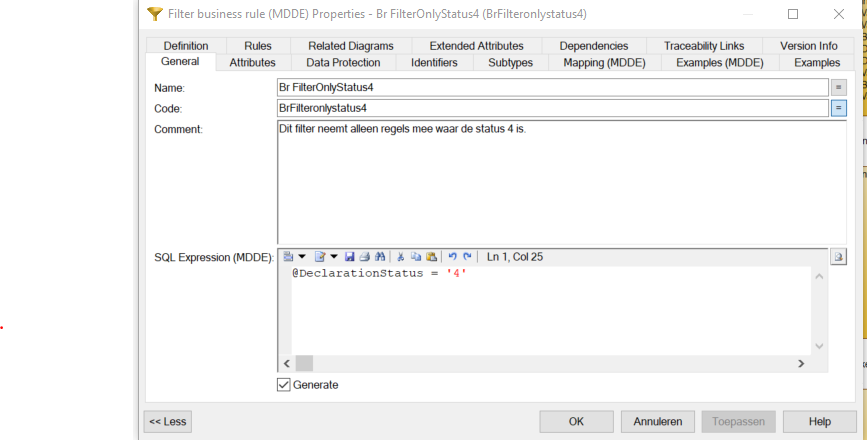 Filter business rule (MDDE) Properties - Br FilterOnlyStatus4 (BrFilteronlystatus4)
Definition Rules Related Diagrams Extended Attributes Dependencies Traceability Links Version Info
General Attributes Data Protection Identifiers Subtypes Mapping (MDDE) Examples (MDDE) Examples
Name: Br FilterOnlyStatus4 =
Code: BrFilteronlystatus4 =
Comment: Dit filter neemt alleen regels mee waar de status 4 is.
SQL Expression (MDDE): Ln 1, Col 25
@DeclarationStatus = '4'
Generate
<< Less OK Annuleren Toepassen Help